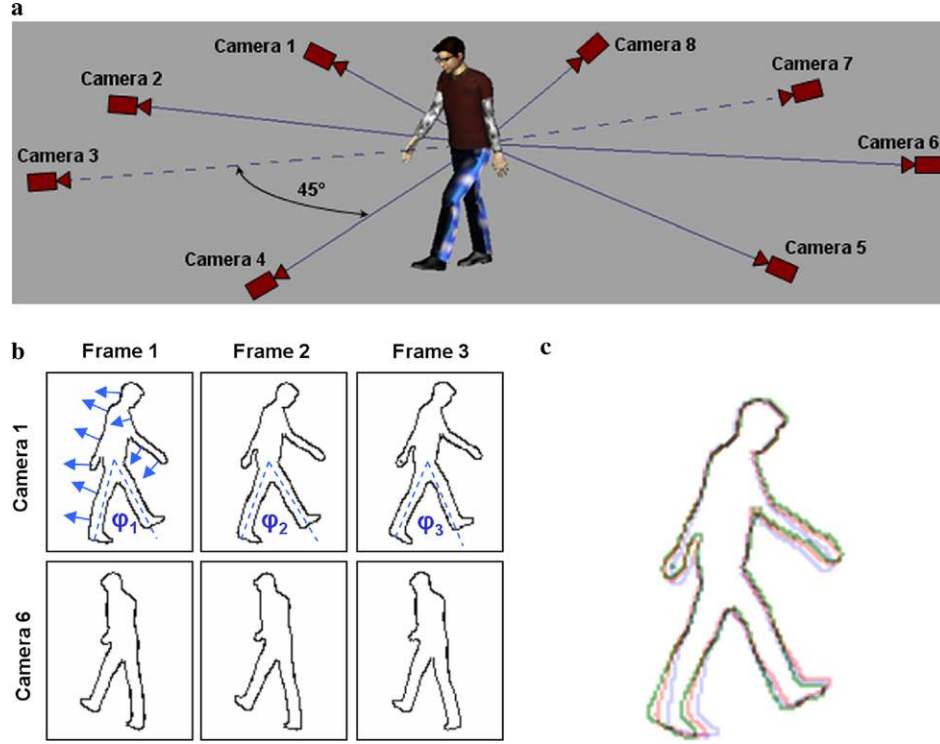 a
Camera 1
Camera 8
Camera 2
Camera 7
Camera 3
Camera 6
45°
Camera 4
Camera 5
b
Frame 1
Frame 2
Frame 3
c
Camera 1
φ1
φ2
φ3
Camera 6